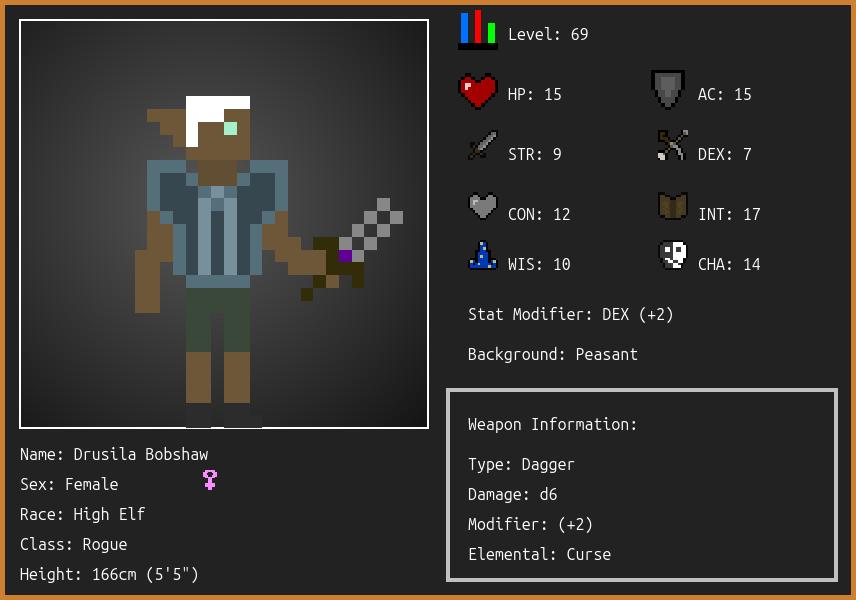 Level: 69
HP: 15
AC: 15
STR: 9
DEX: 7
CON: 12
INT: 17
WIS: 10
CHA: 14
Stat Modifier: DEX (+2)
Background: Peasant
Weapon Information:
Type: Dagger
Damage: d6
Modifier: (+2)
Elemental: Curse
Name: Drusila Bobshaw
Sex: Female
Race: High Elf
Class: Rogue
Height: 166cm (5'5")